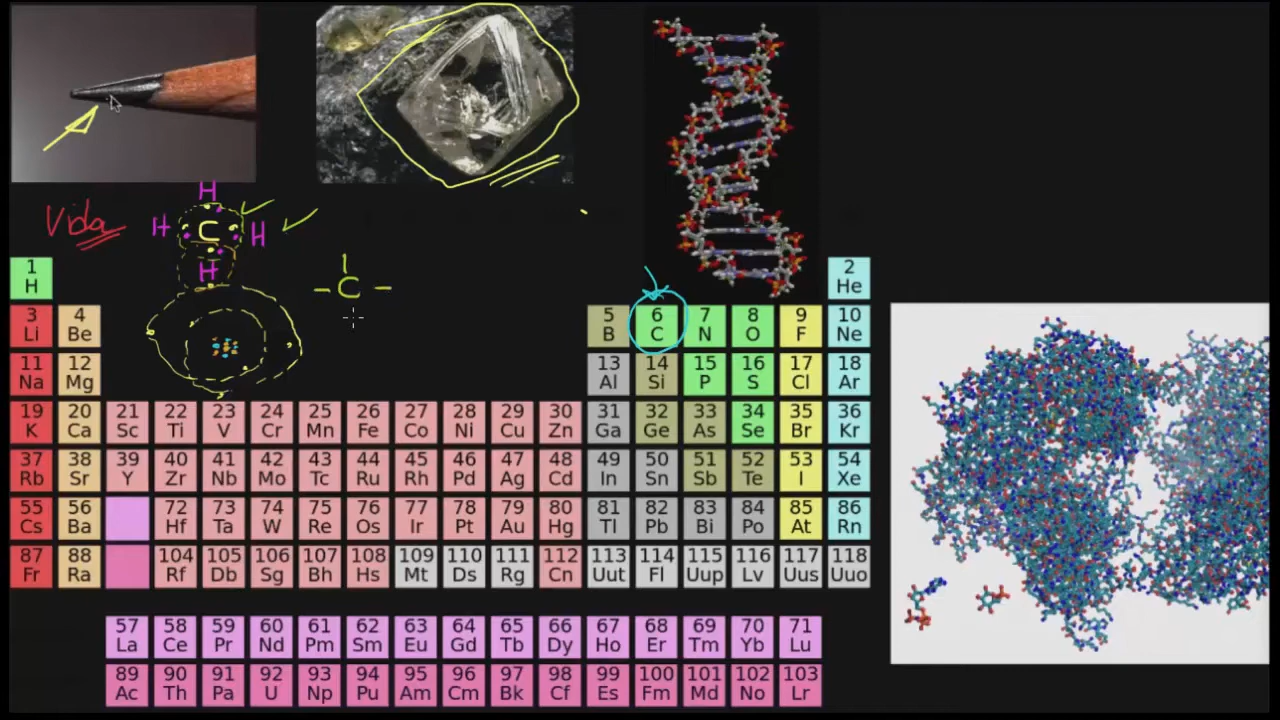 H
Vida H C H
H
C
1 2
H He
3 4 5 6 7 8 9 10
Li Be B C N O F Ne
11 12 13 14 15 16 17 18
Na Mg Al Si P S Cl Ar
19 20 21 22 23 24 25 26 27 28 29 30 31 32 33 34 35 36
K Ca Sc Ti V Cr Mn Fe Co Ni Cu Zn Ga Ge As Se Br Kr
37 38 39 40 41 42 43 44 45 46 47 48 49 50 51 52 53 54
Rb Sr Y Zr Nb Mo Tc Ru Rh Pd Ag Cd In Sn Sb Te I Xe
55 56 72 73 74 75 76 77 78 79 80 81 82 83 84 85 86
Cs Ba Hf Ta W Re Os Ir Pt Au Hg Tl Pb Bi Po At Rn
87 88 104 105 106 107 108 109 110 111 112 113 114 115 116 117 118
Fr Ra Rf Db Sg Bh Hs Mt Ds Rg Cn Uut Fl Uup Lv Uus Uuo
57 58 59 60 61 62 63 64 65 66 67 68 69 70 71
La Ce Pr Nd Pm Sm Eu Gd Tb Dy Ho Er Tm Yb Lu
89 90 91 92 93 94 95 96 97 98 99 100 101 102 103
Ac Th Pa U Np Pu Am Cm Bk Cf Es Fm Md No Lr